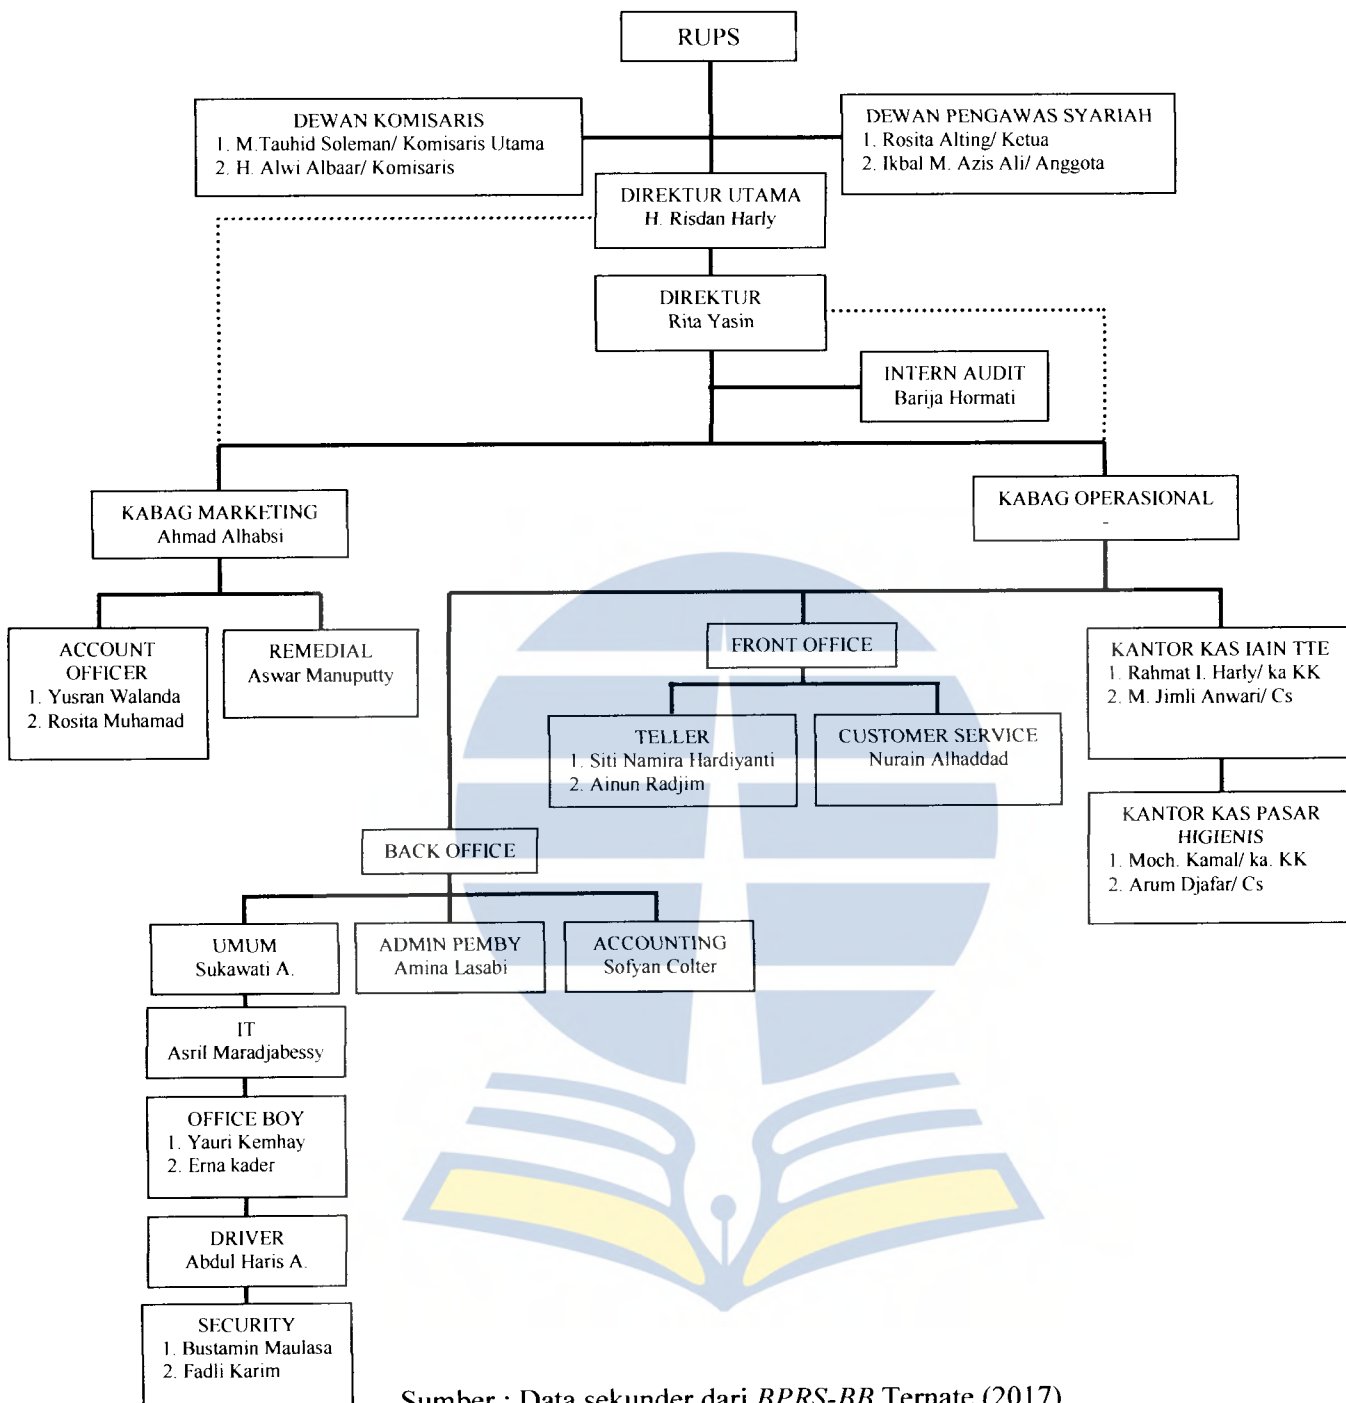 RUPS
DEWAN KOMISARIS
1. M.Tauhid Soleman/ Komisaris Utama
2. H. Alwi Albaar/ Komisaris
DEWAN PENGAWAS SYARIAH
1. Rosita Alting/ Ketua
2. Ikbal M. Azis Ali/ Anggota
DIREKTUR UTAMA
H. Risdan Harly
DIREKTUR
Rita Yasin
INTERN AUDIT
Barija Hormati
KABAG MARKETING
Ahmad Alhabsi
KABAG OPERASIONAL
-
ACCOUNT
OFFICER
1. Yusran Walanda
2. Rosita Muhamad
REMEDIAL
Aswar Manuputty
FRONT OFFICE
KANTOR KAS IAIN TTE
1. Rahmat I. Harly/ ka KK
2. M. Jimli Anwari/ Cs
TELLER
1. Siti Namira Hardiyanti
2. Ainun Radjim
CUSTOMER SERVICE
Nurain Alhaddad
KANTOR KAS PASAR
HIGIENIS
1. Moch. Kamal/ ka. KK
2. Arum Djafar/ Cs
BACK OFFICE
UMUM
Sukawati A.
ADMIN PEMBY
Amina Lasabi
ACCOUNTING
Sofyan Colter
IT
Asril Maradjabessy
OFFICE BOY
1. Yauri Kemhay
2. Erna kader
DRIVER
Abdul Haris A.
SECURITY
1. Bustamin Maulasa
2. Fadli Karim
Sumber : Data sekunder dari BPRS-BB Ternate (2017)